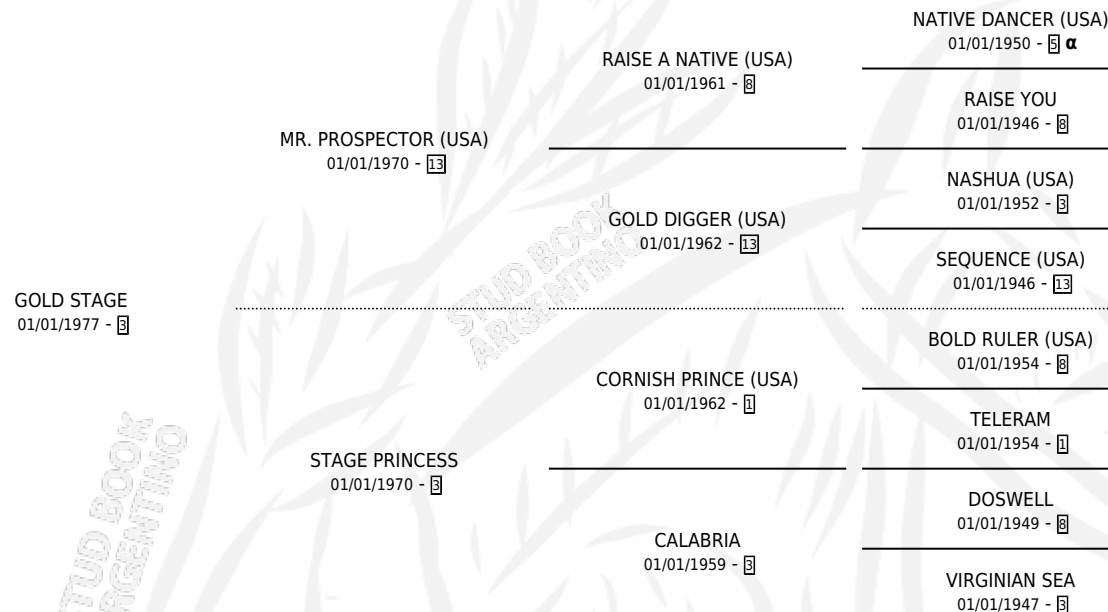 NATIVE DANCER (USA)
01/01/1950 - 5 α
RAISE A NATIVE (USA)
01/01/1961 - 8
RAISE YOU
01/01/1946 - 8
MR. PROSPECTOR (USA)
01/01/1970 - 13
NASHUA (USA)
01/01/1952 - 3
GOLD DIGGER (USA)
01/01/1962 - 13
SEQUENCE (USA)
01/01/1946 - 13
GOLD STAGE
01/01/1977 - 3
BOLD RULER (USA)
01/01/1954 - 8
CORNISH PRINCE (USA)
01/01/1962 - 1
TELERAM
01/01/1954 - 1
STAGE PRINCESS
01/01/1970 - 3
DOSWELL
01/01/1949 - 8
CALABRIA
01/01/1959 - 3
VIRGINIAN SEA
01/01/1947 - 3
STUD BOOK
ARGENTINO
STUD BOOK
ARGENTINO